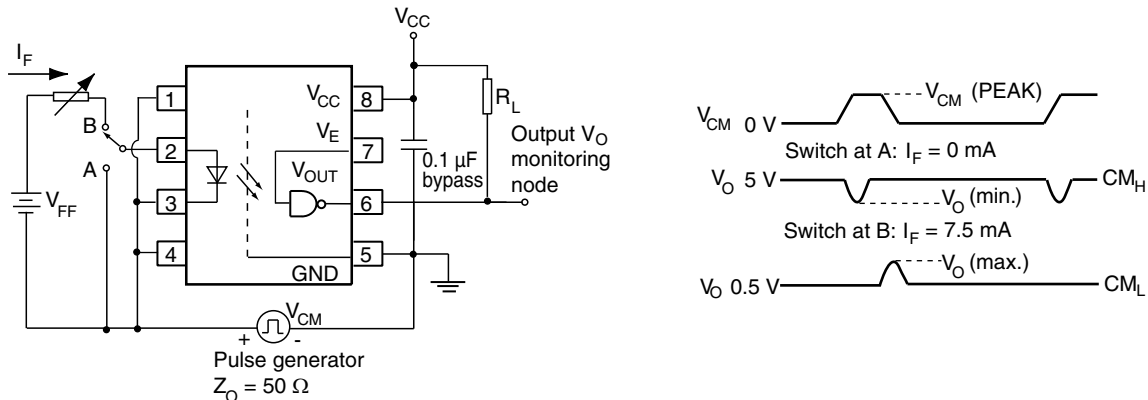 V_CC
I_F
B
A
V_FF
1
2
3
4
V_CC
8
V_E
7
V_OUT
6
5
GND
R_L
0.1 µF
bypass
Output V_O
monitoring
node
V_CM
+ -
Pulse generator
Z_O = 50 Ω
V_CM (PEAK)
V_CM 0 V
Switch at A: I_F = 0 mA
V_O 5 V
CM_H
V_O (min.)
Switch at B: I_F = 7.5 mA
V_O (max.)
V_O 0.5 V
CM_L